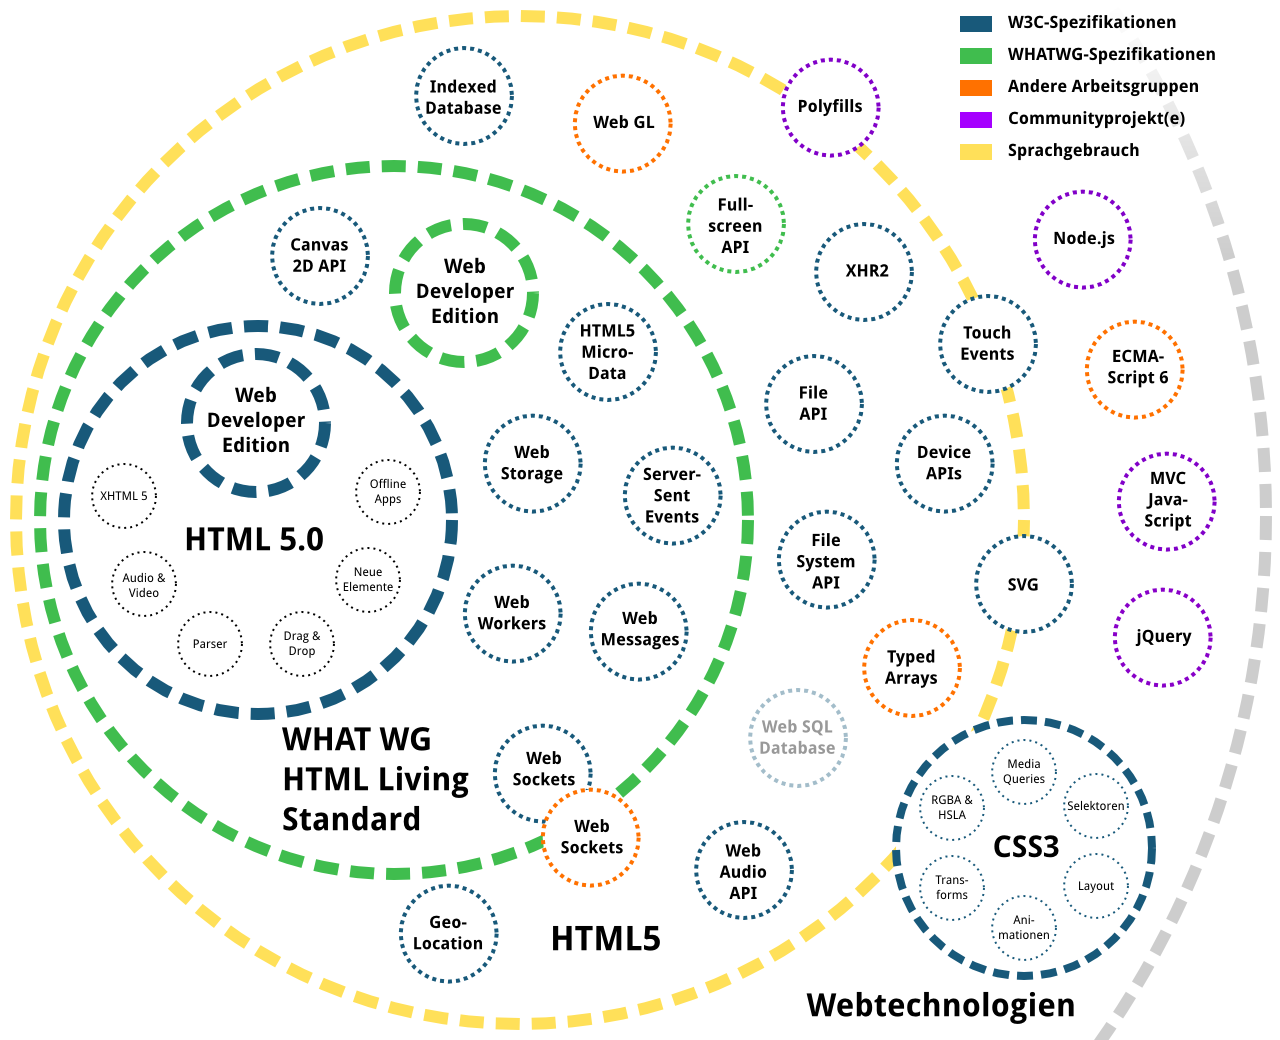 W3C-Spezifikationen
WHATWG-Spezifikationen
Andere Arbeitsgruppen
Communityprojekt(e)
Sprachgebrauch
Indexed
Database
Web GL
Polyfills
Full-
screen
API
XHR2
Node.js
Canvas
2D API
Web
Developer
Edition
HTML5
Micro-
Data
Touch
Events
ECMA-
Script 6
Web
Developer
Edition
File
API
Web
Storage
Server-
Sent
Events
Device
APIs
MVC
Java-
Script
XHTML 5
Offline
Apps
HTML 5.0
File
System
API
SVG
Audio &
Video
Neue
Elemente
Parser
Drag &
Drop
Web
Workers
Web
Messages
jQuery
Typed
Arrays
WHAT WG
HTML Living
Standard
Web SQL
Database
Web
Sockets
Web
Sockets
Media
Queries
RGBA &
HSLA
Selektoren
CSS3
Trans-
forms
Layout
Ani-
mationen
Web
Audio
API
Geo-
Location
HTML5
Webtechnologien